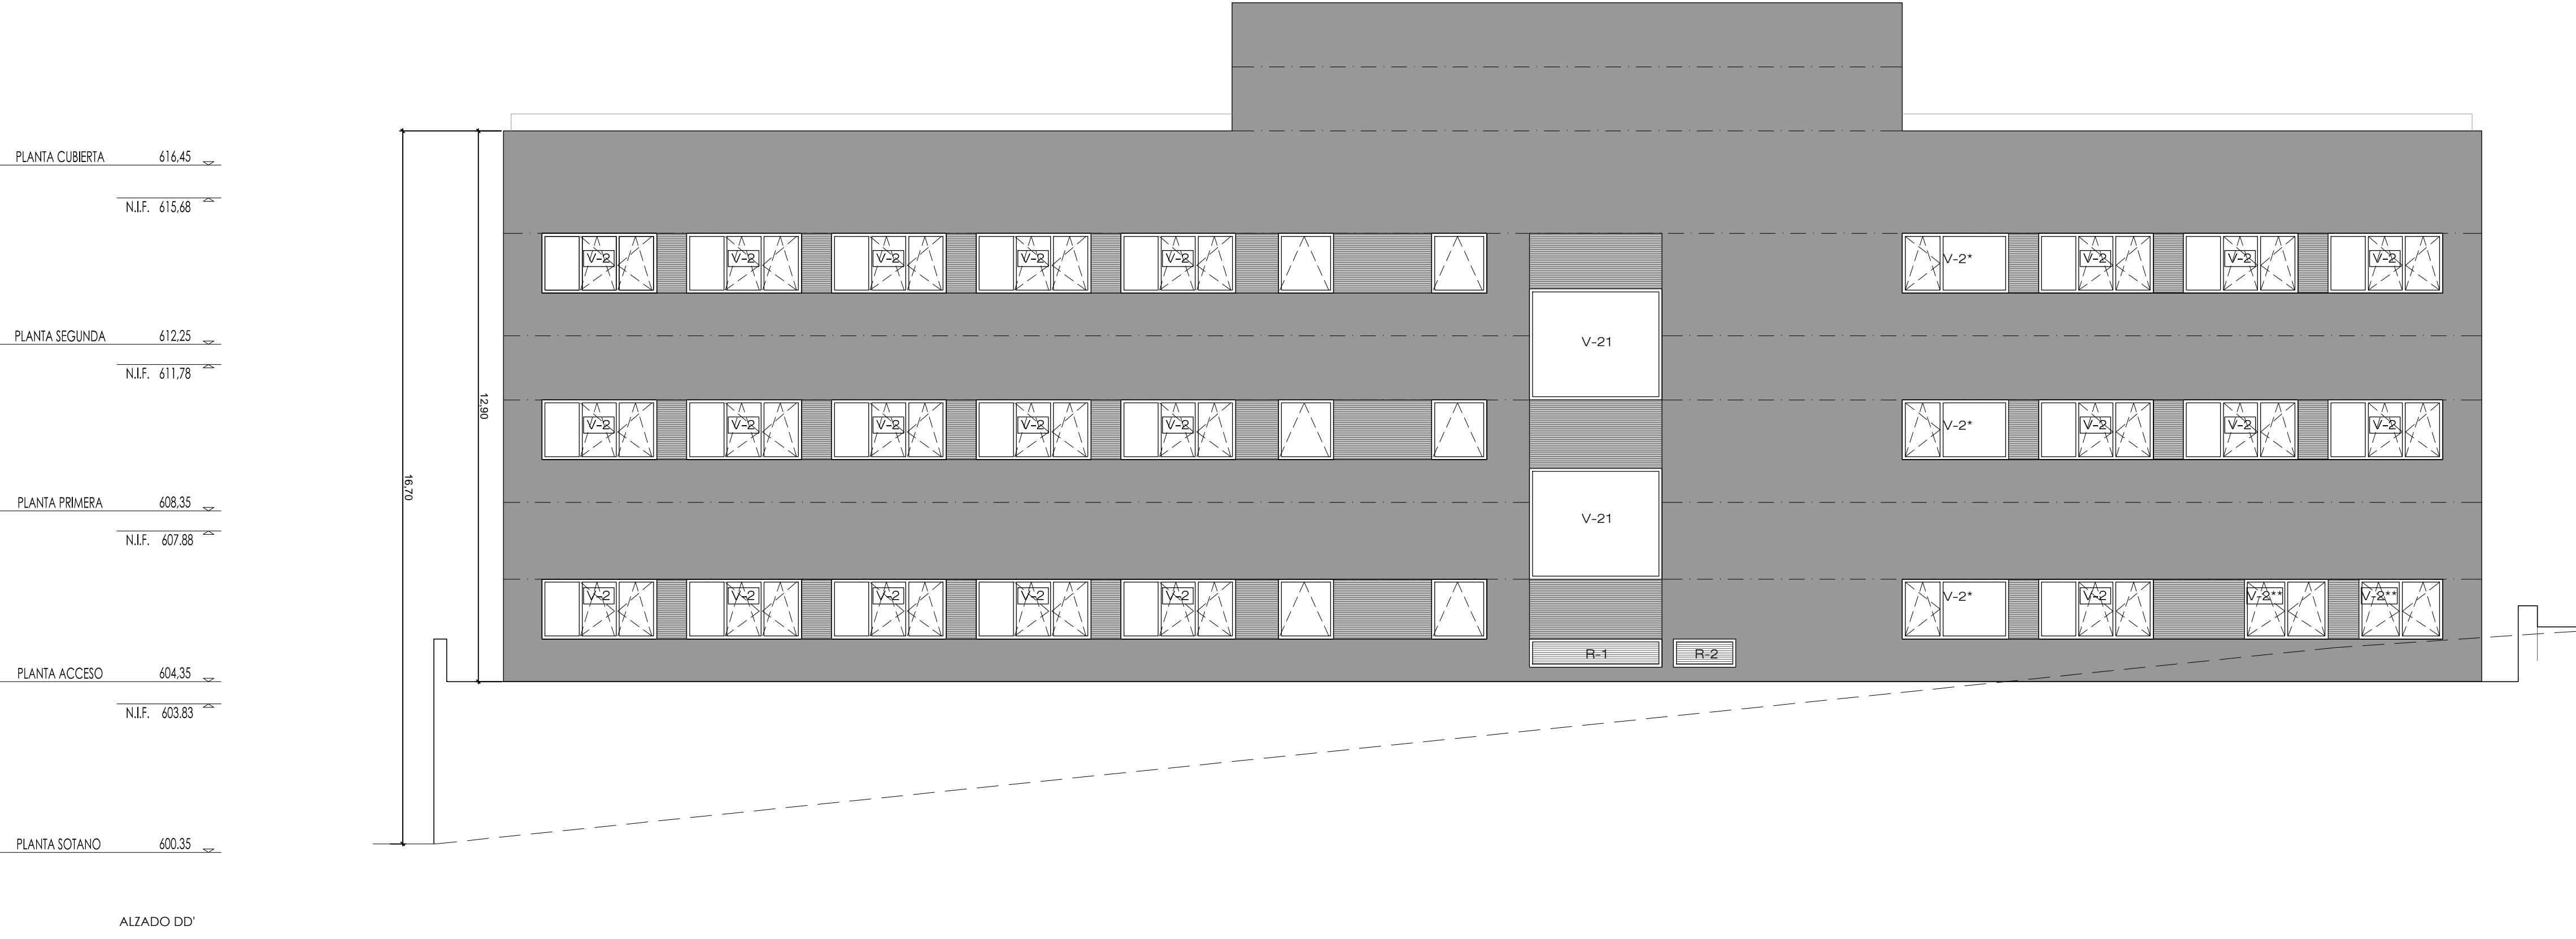 PLANTA CUBIERTA 616,45
N.I.F. 615,68
V-2 V-2 V-2 V-2 V-2 V-2* V-2 V-2 V-2
PLANTA SEGUNDA 612,25
V-21
N.I.F. 611,78
12,90
V-2 V-2 V-2 V-2 V-2 V-2* V-2 V-2 V-2
16,70
PLANTA PRIMERA 608,35
V-21
N.I.F. 607.88
V-2 V-2 V-2 V-2 V-2 V-2* V-2 V-2** V-2**
R-1 R-2
PLANTA ACCESO 604,35
N.I.F. 603.83
PLANTA SOTANO 600.35
ALZADO DD'